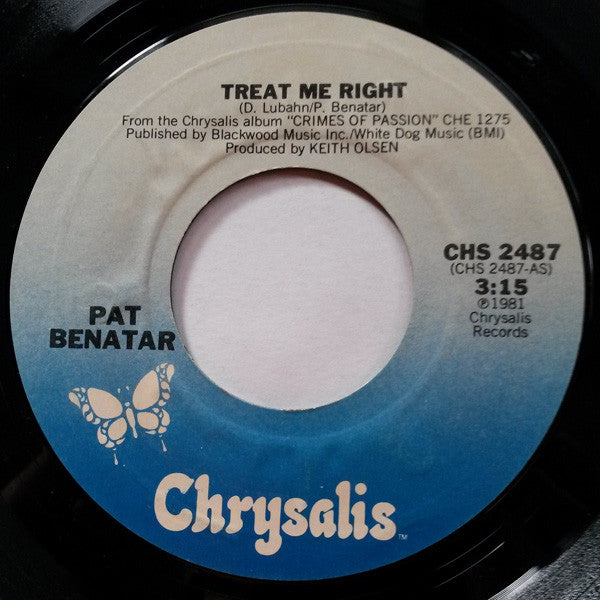 TREAT ME RIGHT
(D. Lubahn/P. Benatar)
From the Chrysalis album "CRIMES OF PASSION" CHE 1275
Published by Blackwood Music Inc./White Dog Music (BMI)
Produced by KEITH OLSEN
CHS 2487
(CHS 2487-AS)
3:15
℗1981
Chrysalis
Records
PAT
BENATAR
Chrysalis™